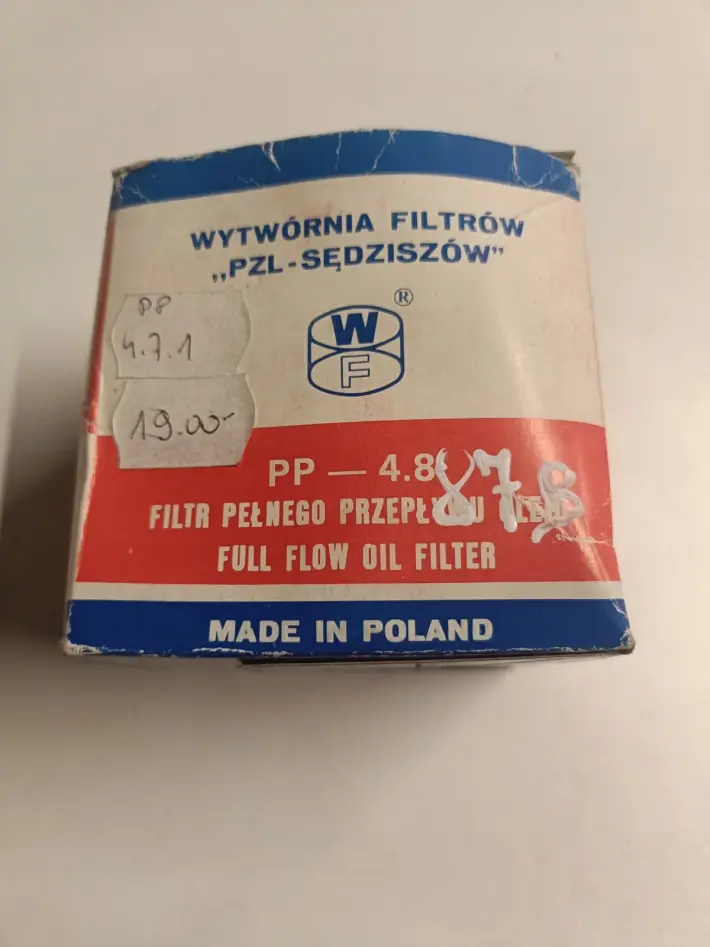 WYTWÓRNIA FILTRÓW
„PZL-SĘDZISZÓW”
®
W
F
PP
4.7.1
19.00-
PP — 4.8
878
FILTR PEŁNEGO
FULL FLOW OIL FILTER
MADE IN POLAND